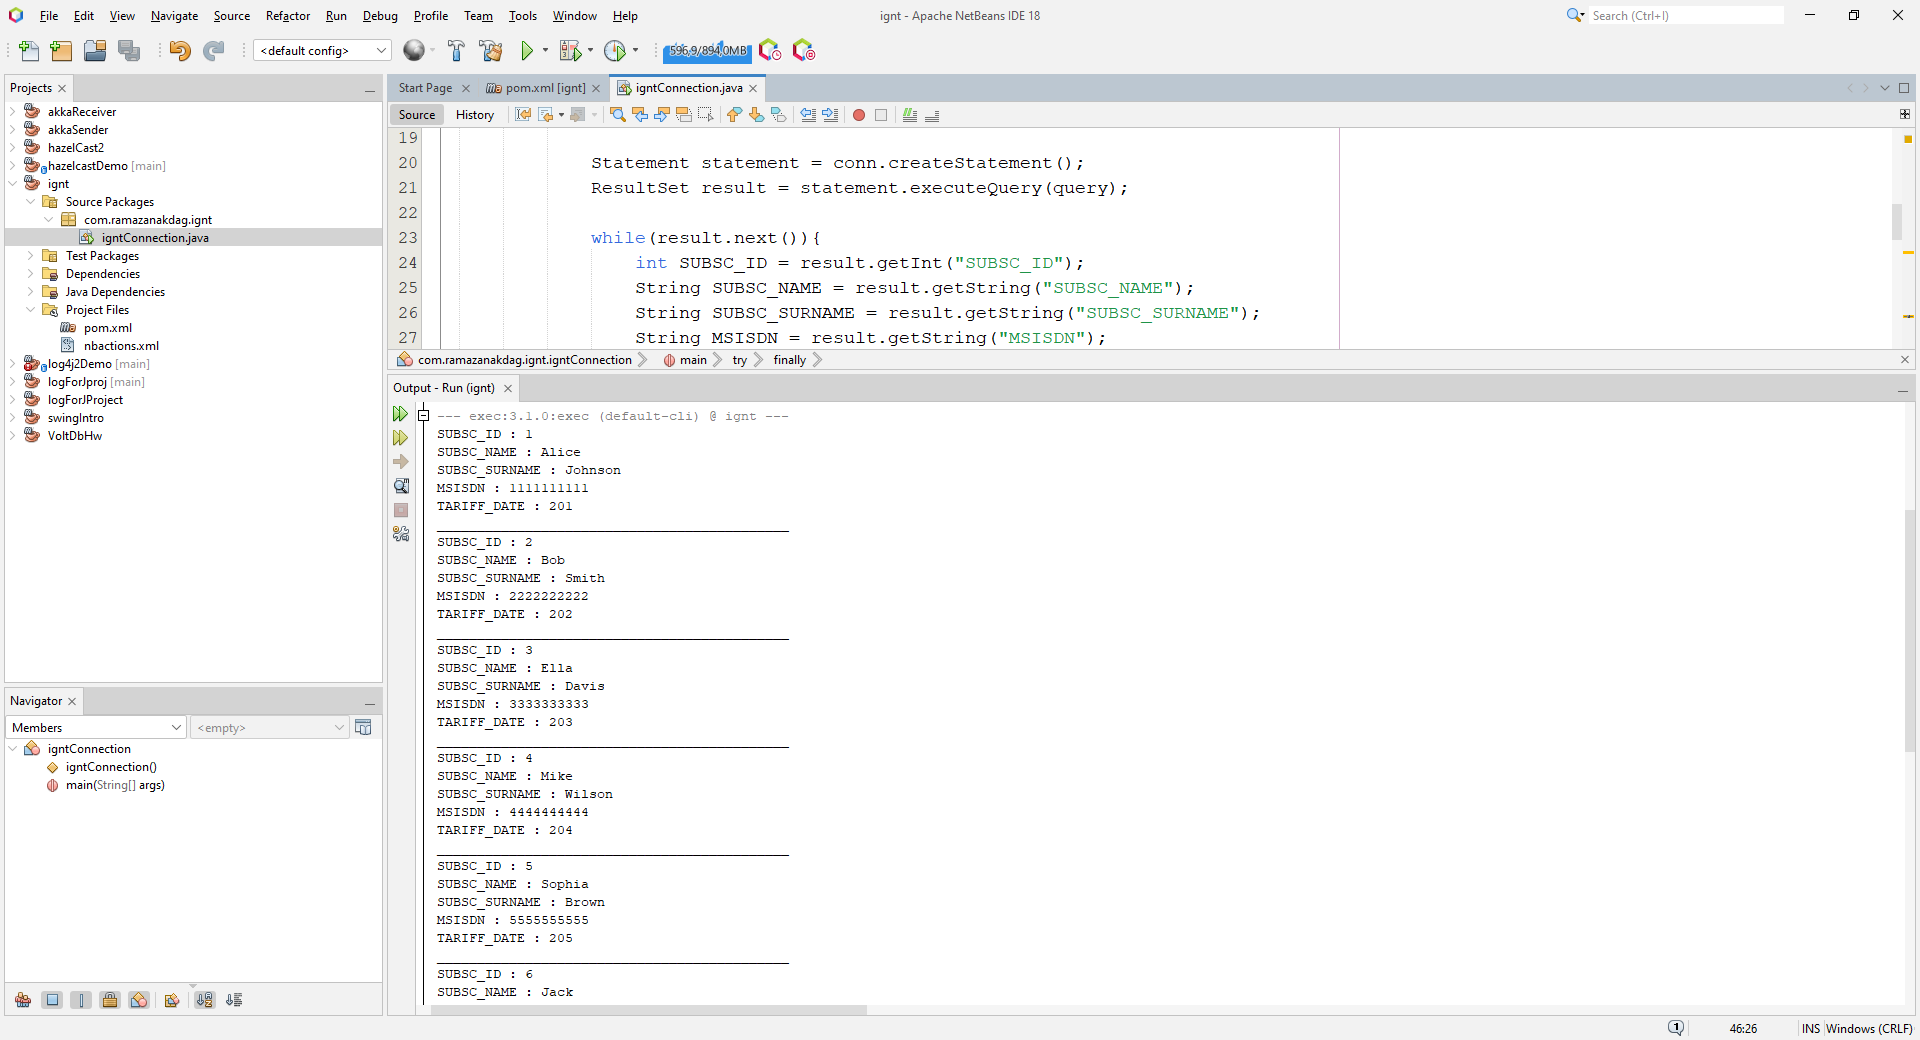 File Edit View Navigate Source Refactor Run Debug Profile Team Tools Window Help
ignt - Apache NetBeans IDE 18
Search (Ctrl+I)
<default config>
596,9/894,0MB
Projects
akkaReceiver
akkaSender
hazelCast2
hazelcastDemo [main]
ignt
Source Packages
com.ramazanakdag.ignt
igntConnection.java
Test Packages
Dependencies
Java Dependencies
Project Files
pom.xml
nbactions.xml
log4j2Demo [main]
logForJproj [main]
logForJProject
swingIntro
VoltDbHw
Navigator
Members
<empty>
igntConnection
igntConnection()
main(String[] args)
Start Page
pom.xml [ignt]
igntConnection.java
Source History
19
20 Statement statement = conn.createStatement();
21 ResultSet result = statement.executeQuery(query);
22
23 while(result.next()){
24 int SUBSC_ID = result.getInt("SUBSC_ID");
25 String SUBSC_NAME = result.getString("SUBSC_NAME");
26 String SUBSC_SURNAME = result.getString("SUBSC_SURNAME");
27 String MSISDN = result.getString("MSISDN");
com.ramazanakdag.ignt.igntConnection main try finally
Output - Run (ignt)
--- exec:3.1.0:exec (default-cli) @ ignt ---
SUBSC_ID : 1
SUBSC_NAME : Alice
SUBSC_SURNAME : Johnson
MSISDN : 1111111111
TARIFF_DATE : 201
____________________________________________
SUBSC_ID : 2
SUBSC_NAME : Bob
SUBSC_SURNAME : Smith
MSISDN : 2222222222
TARIFF_DATE : 202
____________________________________________
SUBSC_ID : 3
SUBSC_NAME : Ella
SUBSC_SURNAME : Davis
MSISDN : 3333333333
TARIFF_DATE : 203
____________________________________________
SUBSC_ID : 4
SUBSC_NAME : Mike
SUBSC_SURNAME : Wilson
MSISDN : 4444444444
TARIFF_DATE : 204
____________________________________________
SUBSC_ID : 5
SUBSC_NAME : Sophia
SUBSC_SURNAME : Brown
MSISDN : 5555555555
TARIFF_DATE : 205
____________________________________________
SUBSC_ID : 6
SUBSC_NAME : Jack
1
46:26
INS
Windows (CRLF)